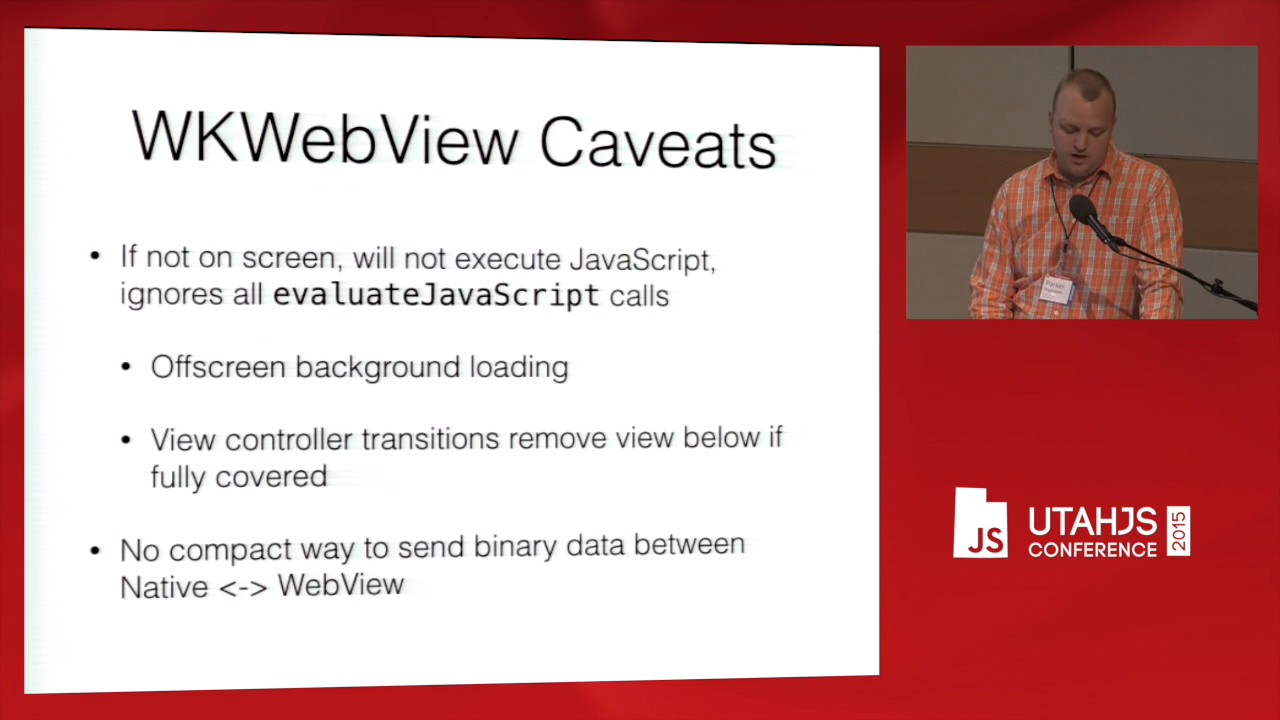 WKWebView Caveats
• If not on screen, will not execute JavaScript,
ignores all evaluateJavaScript calls
• Offscreen background loading
• View controller transitions remove view below if
fully covered
• No compact way to send binary data between
Native <-> WebView
Parker
JS
UTAHJS
CONFERENCE
2015